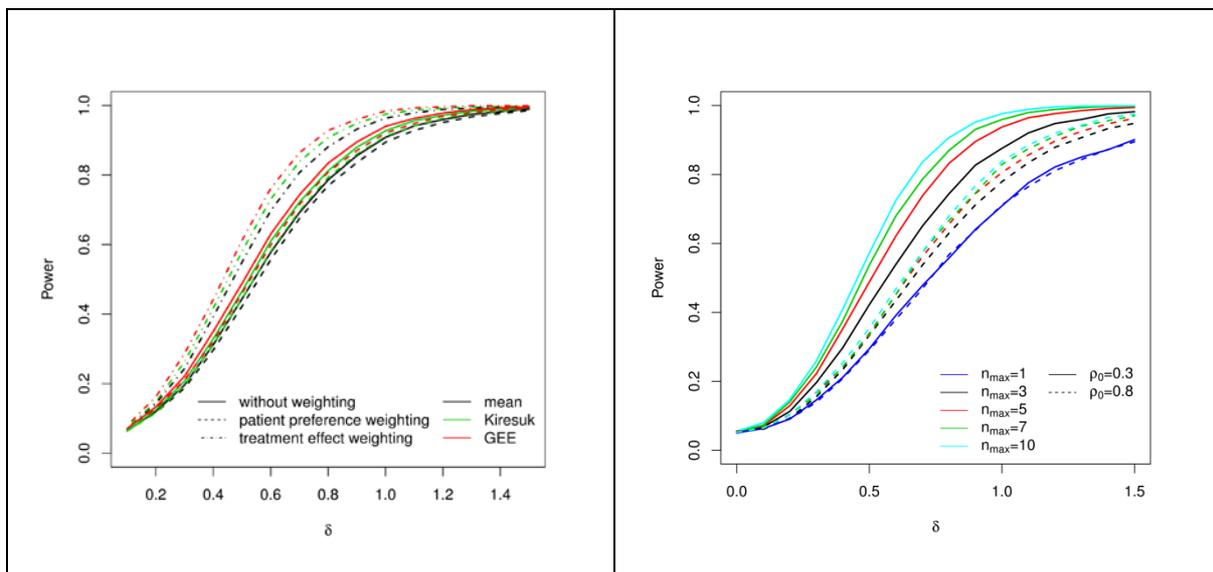 Power
1.0
0.8
0.6
0.4
0.2
0.0
without weighting
patient preference weighting
treatment effect weighting
mean
Kiresuk
GEE
0.2 0.4 0.6 0.8 1.0 1.2 1.4
δ
Power
1.0
0.8
0.6
0.4
0.2
0.0
nmax=1
nmax=3
nmax=5
nmax=7
nmax=10
ρ0=0.3
ρ0=0.8
0.0 0.5 1.0 1.5
δ